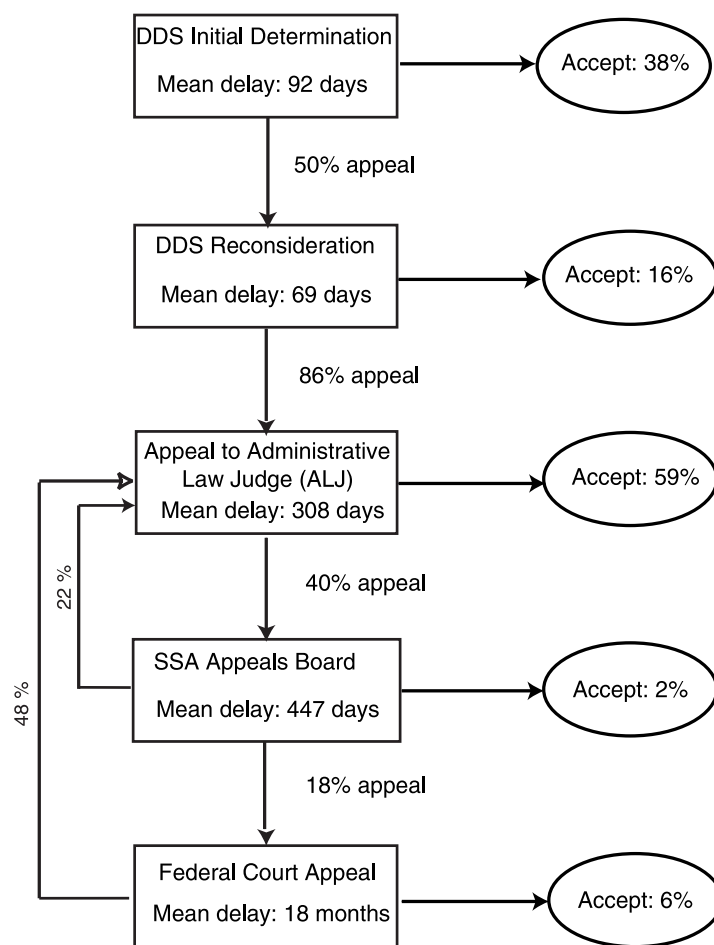 DDS Initial Determination
Mean delay: 92 days
Accept: 38%
50% appeal
DDS Reconsideration
Mean delay: 69 days
Accept: 16%
86% appeal
Appeal to Administrative
Law Judge (ALJ)
Mean delay: 308 days
Accept: 59%
22 %
40% appeal
SSA Appeals Board
Mean delay: 447 days
Accept: 2%
48 %
18% appeal
Federal Court Appeal
Mean delay: 18 months
Accept: 6%